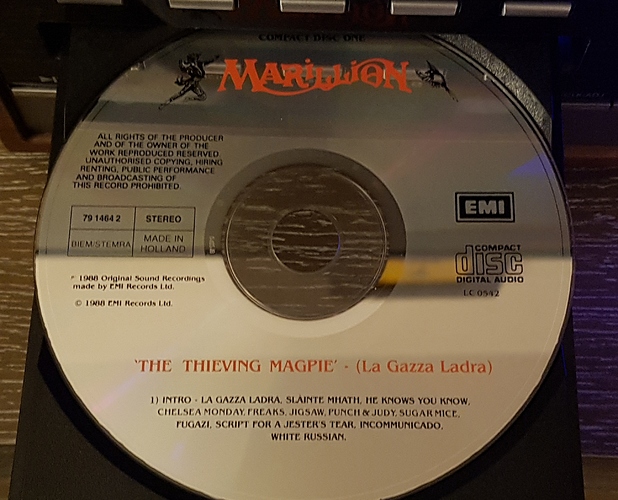 COMPACT DISC ONE
MARILLION
ALL RIGHTS OF THE PRODUCER
AND OF THE OWNER OF THE
WORK REPRODUCED RESERVED
UNAUTHORISED COPYING, HIRING
RENTING, PUBLIC PERFORMANCE
AND BROADCASTING OF
THIS RECORD PROHIBITED.
79 1464 2 STEREO
BIEM/STEMRA MADE IN
HOLLAND
EMI
COMPACT
disc
DIGITAL AUDIO
LC 0542
℗ 1988 Original Sound Recordings
made by EMI Records Ltd.
© 1988 EMI Records Ltd.
'THE THIEVING MAGPIE' - (La Gazza Ladra)
1) INTRO - LA GAZZA LADRA, SLÀINTE MHATH, HE KNOWS YOU KNOW,
CHELSEA MONDAY, FREAKS, JIGSAW, PUNCH & JUDY, SUGAR MICE,
FUGAZI, SCRIPT FOR A JESTER'S TEAR, INCOMMUNICADO,
WHITE RUSSIAN.